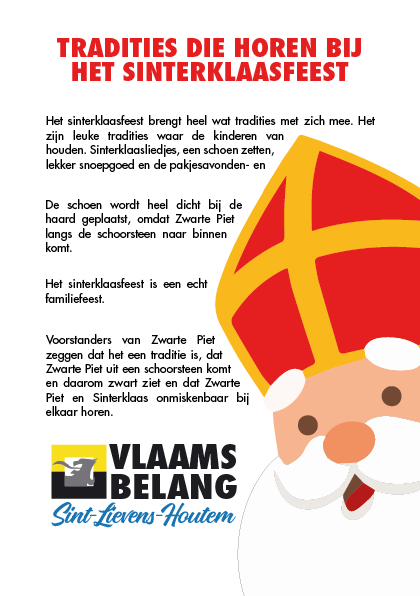 TRADITIES DIE HOREN BIJ
HET SINTERKLAASFEEST
Het sinterklaasfeest brengt heel wat tradities met zich mee. Het
zijn leuke tradities waar de kinderen van
houden. Sinterklaasliedjes, een schoen zetten,
lekker snoepgoed en de pakjesavonden- en
De schoen wordt heel dicht bij de
haard geplaatst, omdat Zwarte Piet
langs de schoorsteen naar binnen
komt.
Het sinterklaasfeest is een echt
familiefeest.
Voorstanders van Zwarte Piet
zeggen dat het een traditie is, dat
Zwarte Piet uit een schoorsteen komt
en daarom zwart ziet en dat Zwarte
Piet en Sinterklaas onmiskenbaar bij
elkaar horen.
VLAAMS
BELANG
Sint-Lievens-Houtem